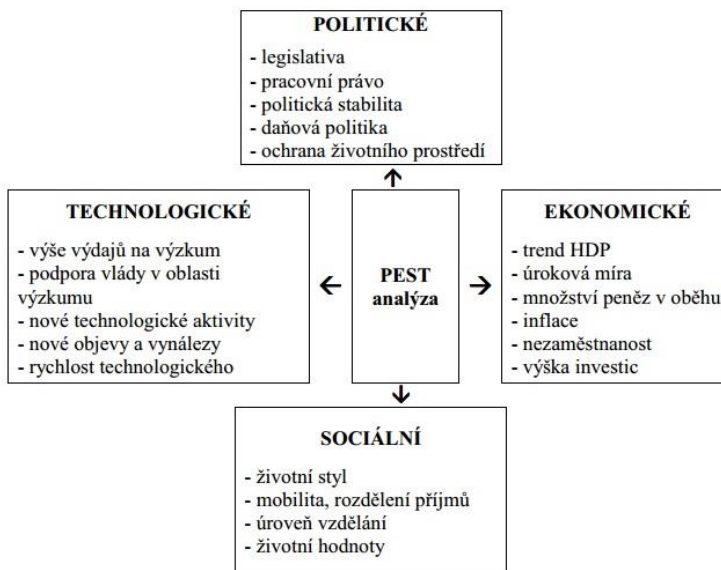 POLITICKÉ
- legislativa
- pracovní právo
- politická stabilita
- daňová politika
- ochrana životního prostředí
TECHNOLOGICKÉ
- výše výdajů na výzkum
- podpora vlády v oblasti
výzkumu
- nové technologické aktivity
- nové objevy a vynálezy
- rychlost technologického
PEST
analýza
EKONOMICKÉ
- trend HDP
- úroková míra
- množství peněz v oběhu
- inflace
- nezaměstnanost
- výška investic
SOCIÁLNÍ
- životní styl
- mobilita, rozdělení příjmů
- úroveň vzdělání
- životní hodnoty